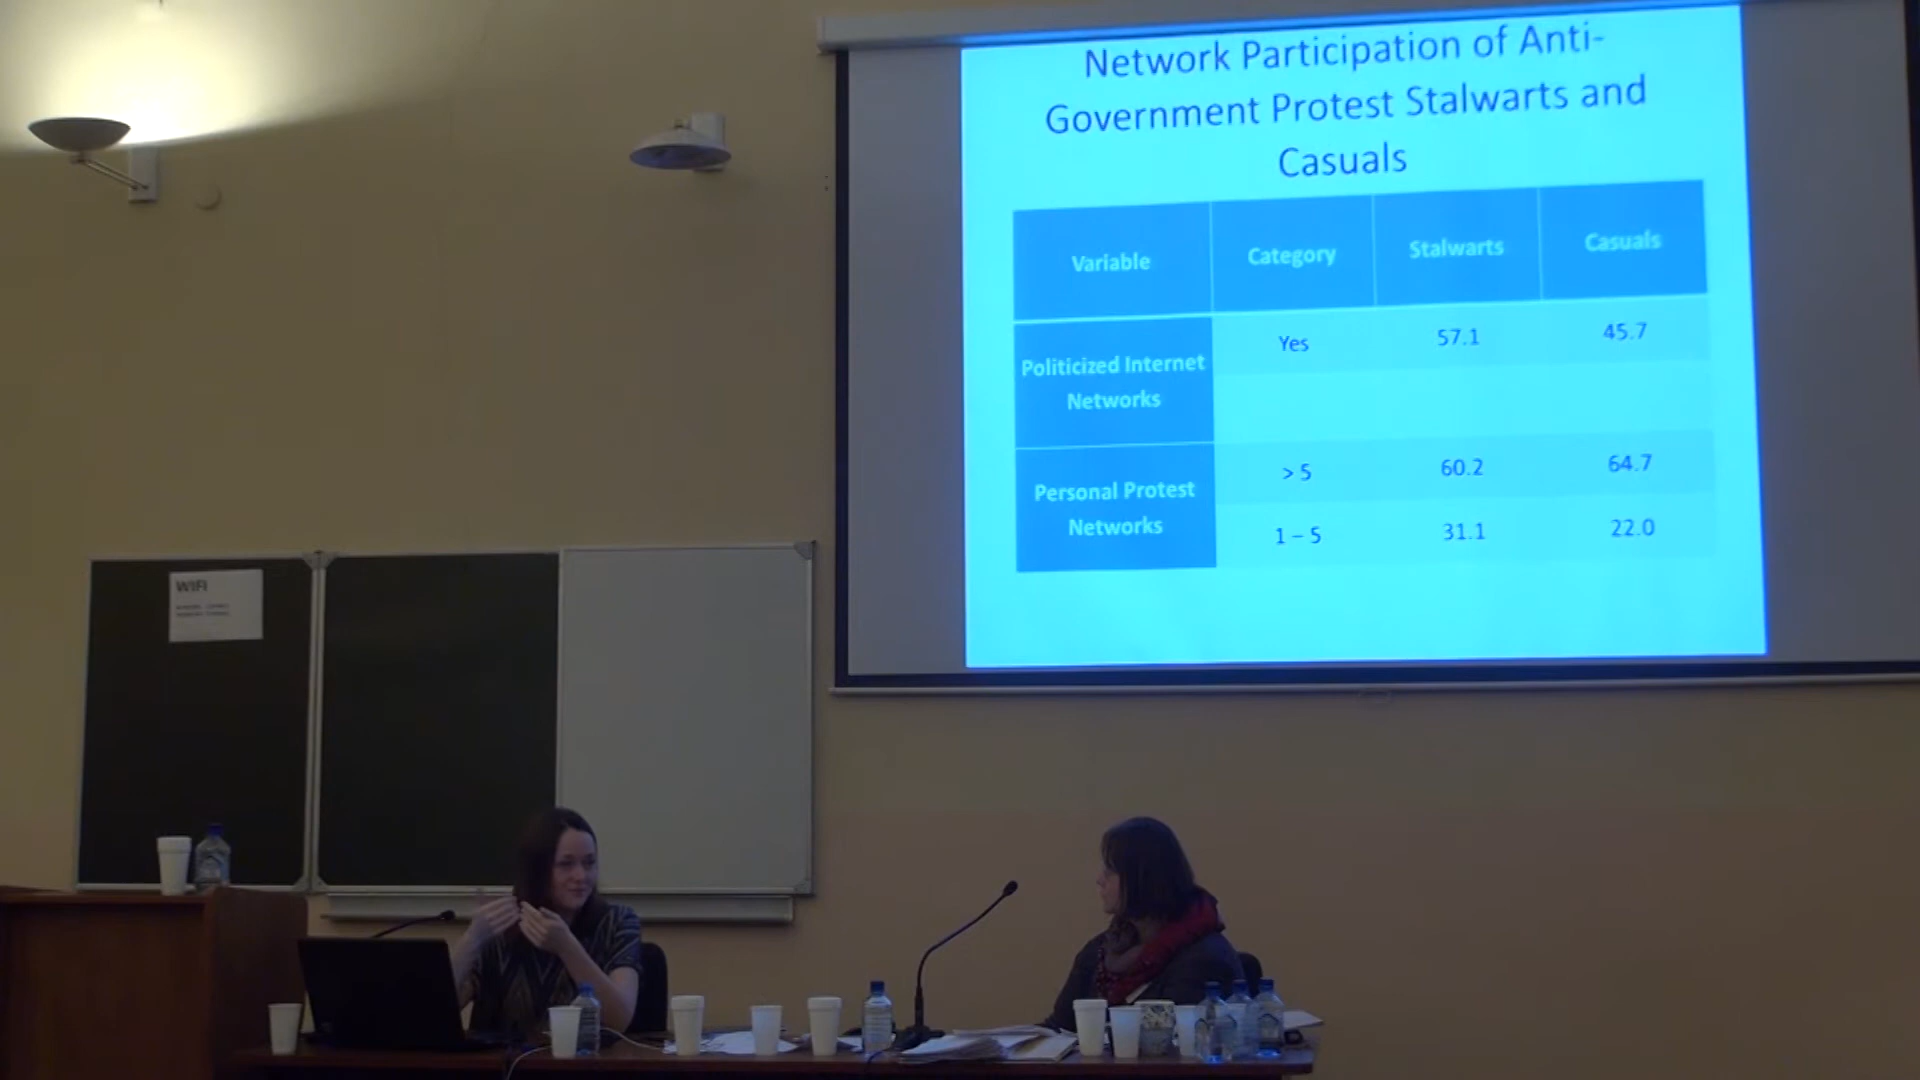 Network Participation of Anti-
Government Protest Stalwarts and
Casuals
Variable Category Stalwarts Casuals
Politicized Internet
Networks
Yes 57.1 45.7
Personal Protest
Networks
> 5 60.2 64.7
1 – 5 31.1 22.0
WIFI